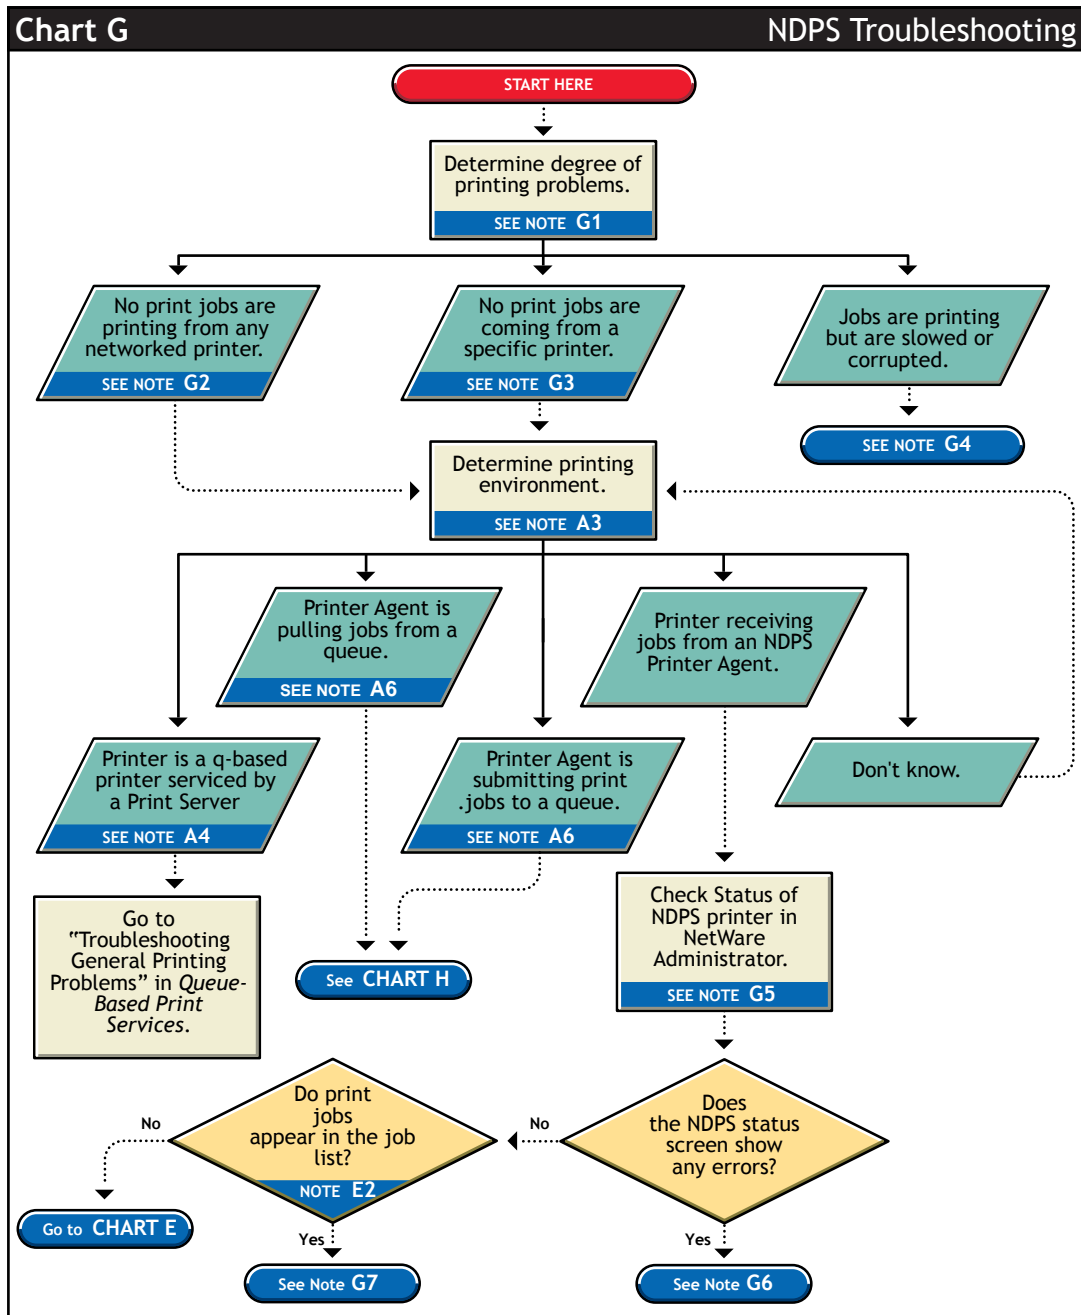 Chart G
NDPS Troubleshooting
START HERE
Determine degree of
printing problems.
SEE NOTE G1
No print jobs are
printing from any
networked printer.
SEE NOTE G2
No print jobs are
coming from a
specific printer.
SEE NOTE G3
Jobs are printing
but are slowed or
corrupted.
SEE NOTE G4
Determine printing
environment.
SEE NOTE A3
Printer Agent is
pulling jobs from a
queue.
SEE NOTE A6
Printer receiving
jobs from an NDPS
Printer Agent.
Printer is a q-based
printer serviced by
a Print Server
SEE NOTE A4
Printer Agent is
submitting print
.jobs to a queue.
SEE NOTE A6
Don't know.
Go to
“Troubleshooting
General Printing
Problems” in Queue-
Based Print
Services.
See CHART H
Check Status of
NDPS printer in
NetWare
Administrator.
SEE NOTE G5
Do print
jobs
appear in the job
list?
NOTE E2
Does
the NDPS status
screen show
any errors?
No
No
Go to CHART E
Yes
Yes
See Note G7
See Note G6